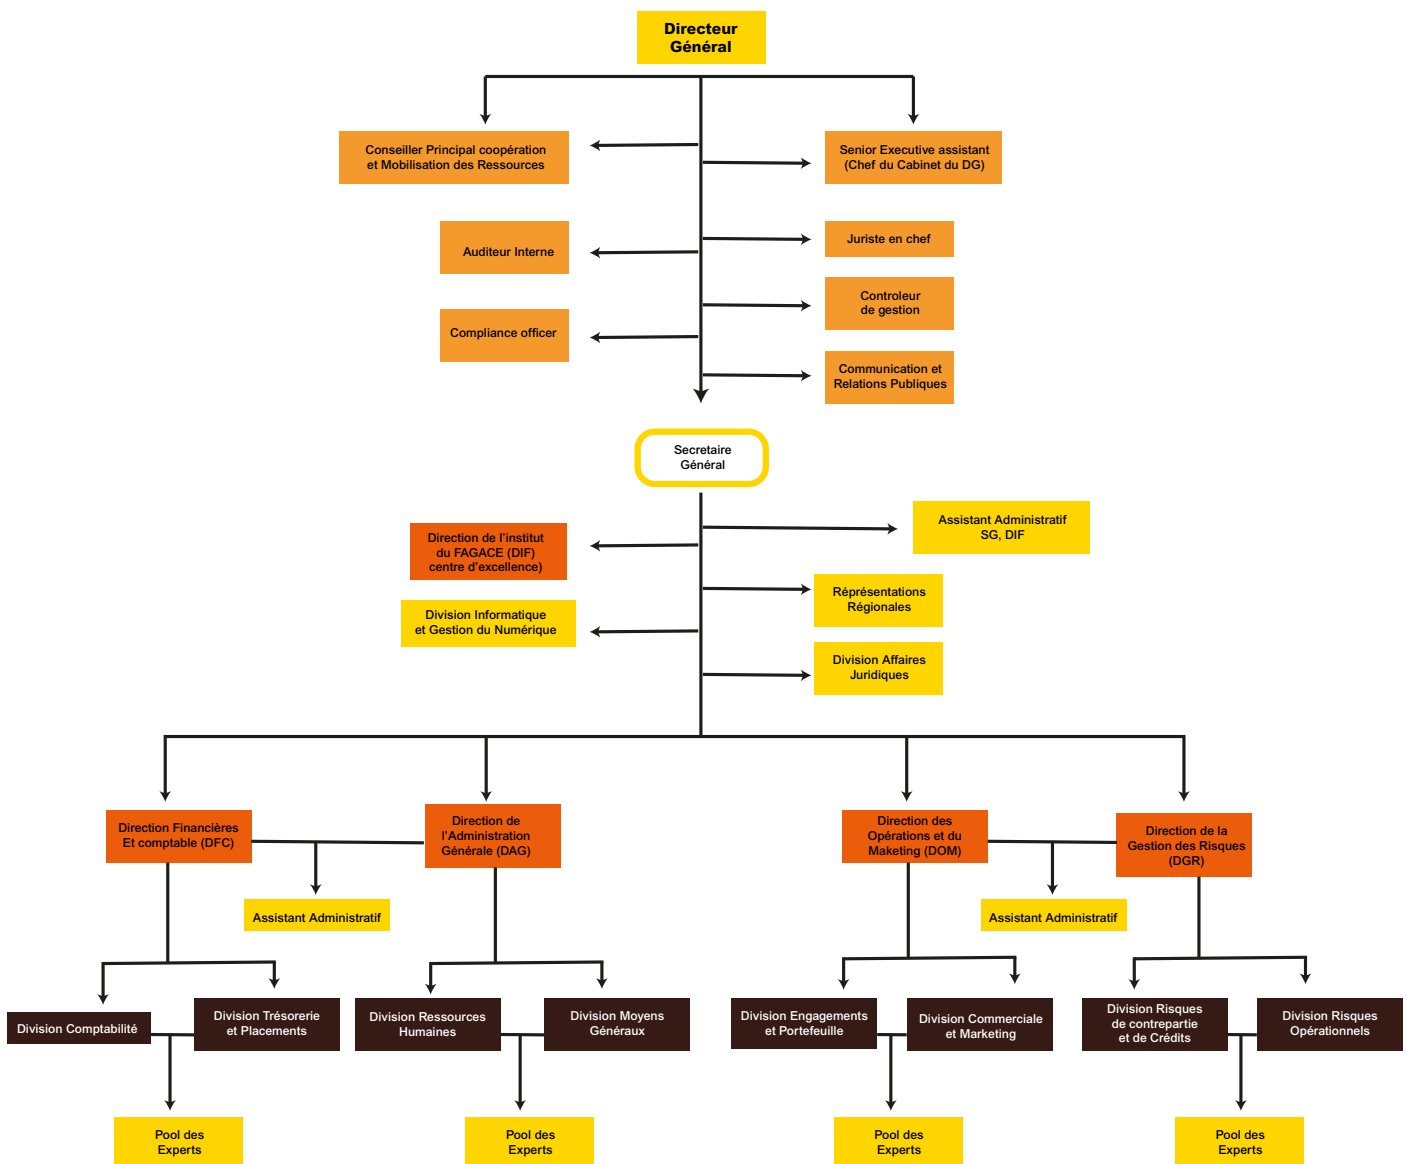 Directeur
Général
Conseiller Principal coopération
et Mobilisation des Ressources
Senior Executive assistant
(Chef du Cabinet du DG)
Auditeur Interne
Juriste en chef
Controleur
de gestion
Compliance officer
Communication et
Relations Publiques
Secretaire
Général
Direction de l'institut
du FAGACE (DIF)
centre d'excellence)
Assistant Administratif
SG, DIF
Division Informatique
et Gestion du Numérique
Réprésentations
Régionales
Division Affaires
Juridiques
Direction Financières
Et comptable (DFC)
Direction de
l'Administration
Générale (DAG)
Direction des
Opérations et du
Maketing (DOM)
Direction de la
Gestion des Risques
(DGR)
Assistant Administratif
Assistant Administratif
Division Comptabilité
Division Trésorerie
et Placements
Division Ressources
Humaines
Division Moyens
Généraux
Division Engagements
et Portefeuille
Division Commerciale
et Marketing
Division Risques
de contrepartie
et de Crédits
Division Risques
Opérationnels
Pool des
Experts
Pool des
Experts
Pool des
Experts
Pool des
Experts